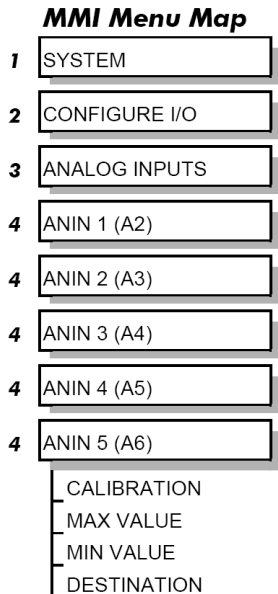 MMI Menu Map
1 SYSTEM
2 CONFIGURE I/O
3 ANALOG INPUTS
4 ANIN 1 (A2)
4 ANIN 2 (A3)
4 ANIN 3 (A4)
4 ANIN 4 (A5)
4 ANIN 5 (A6)
CALIBRATION
MAX VALUE
MIN VALUE
DESTINATION